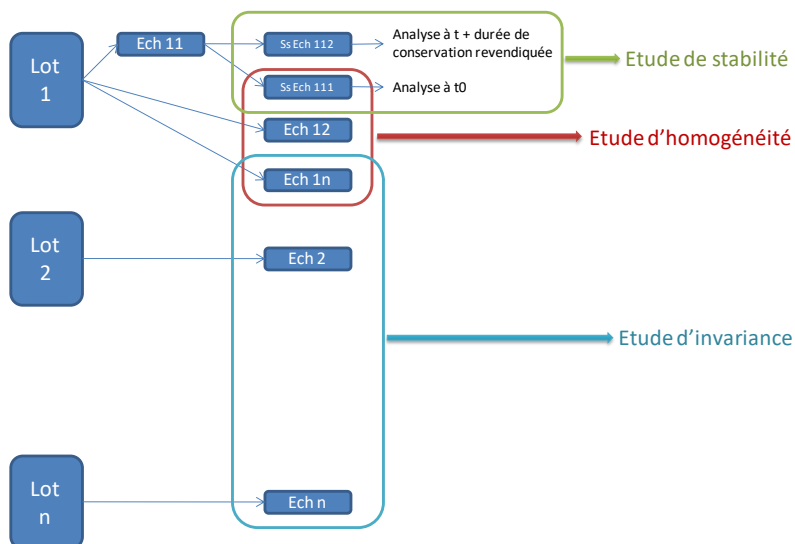 Lot
1
Ech 11
Ss Ech 112
Analyse à t + durée de
conservation revendiquée
Etude de stabilité
Ss Ech 111
Analyse à t0
Ech 12
Etude d'homogénéité
Ech 1n
Lot
2
Ech 2
Etude d'invariance
Lot
n
Ech n